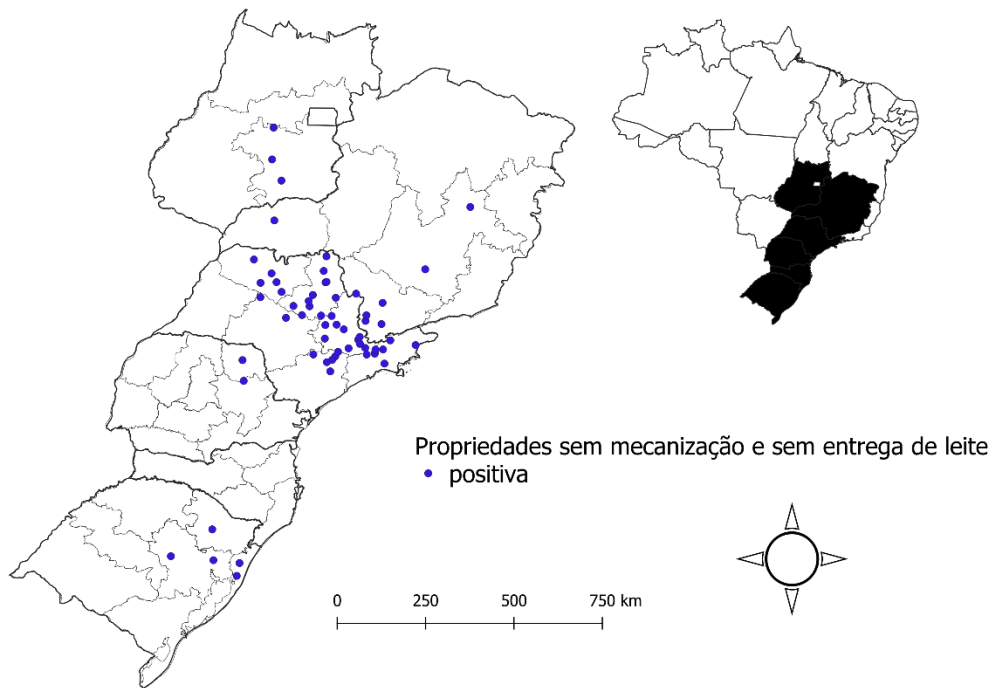 Propriedades sem mecanização e sem entrega de leite
positiva
0 250 500 750 km